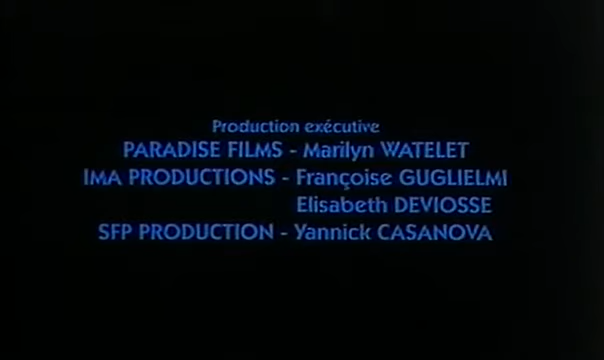 Production exécutive
PARADISE FILMS - Marilyn WATELET
IMA PRODUCTIONS - Françoise GUGLIELMI
Elisabeth DEVIOSSE
SFP PRODUCTION - Yannick CASANOVA